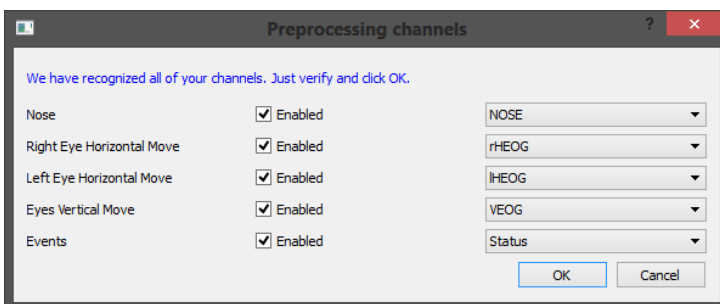 Preprocessing channels ?
We have recognized all of your channels. Just verify and click OK.
Nose Enabled NOSE
Right Eye Horizontal Move Enabled rHEOG
Left Eye Horizontal Move Enabled lHEOG
Eyes Vertical Move Enabled VEOG
Events Enabled Status
OK Cancel